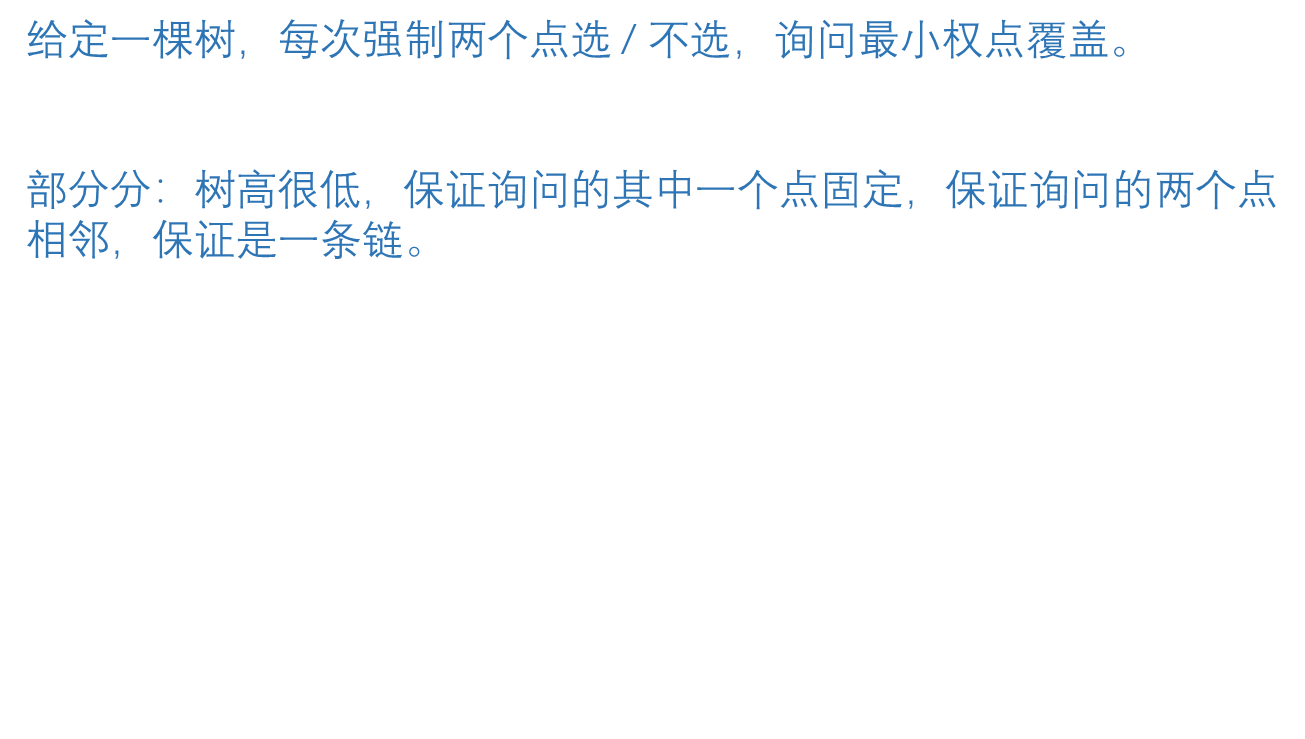 给定一棵树，每次强制两个点选 / 不选，询问最小权点覆盖。
部分分：树高很低，保证询问的其中一个点固定，保证询问的两个点
相邻，保证是一条链。